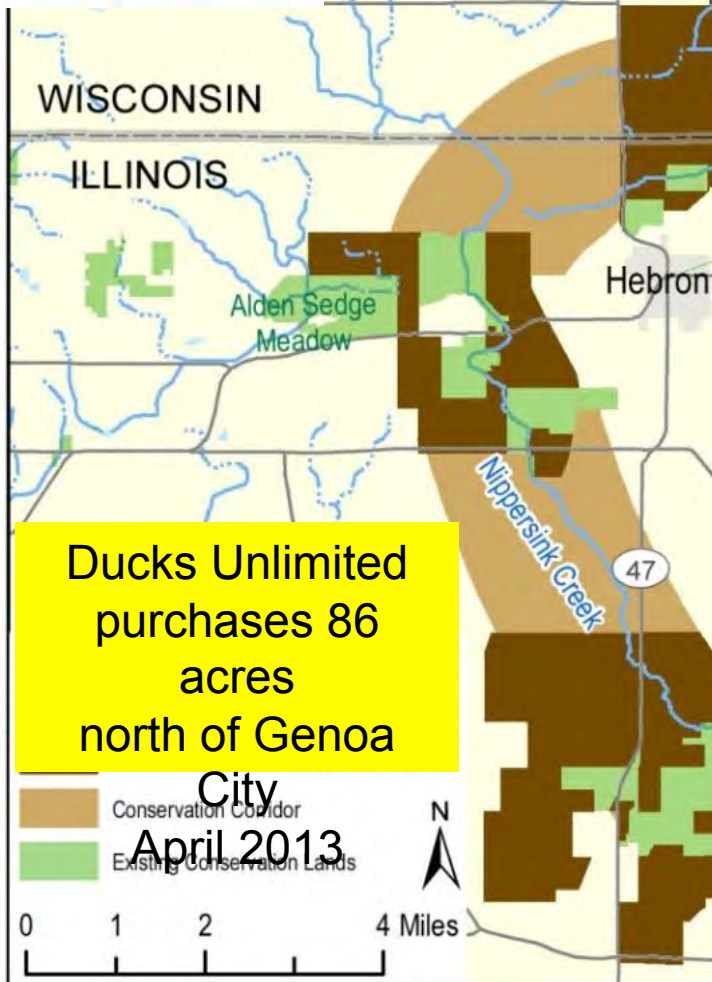 WISCONSIN
ILLINOIS
Hebron
Alden Sedge
Meadow
Nippersink Creek
47
Ducks Unlimited
purchases 86
acres
north of Genoa
City
April 2013
Conservation Corridor
Existing Conservation Lands
N
0 1 2 4 Miles